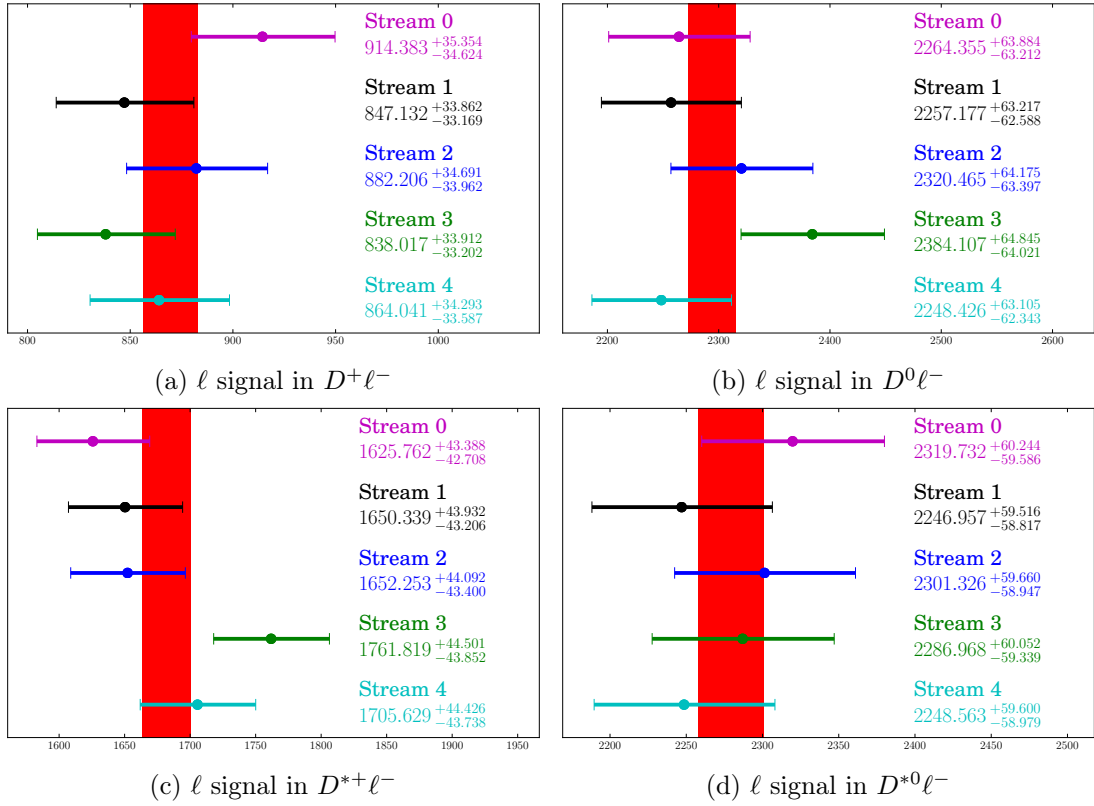 Stream 0
914.383 +35.354 −34.624
Stream 1
847.132 +33.862 −33.169
Stream 2
882.206 +34.691 −33.962
Stream 3
838.017 +33.912 −33.202
Stream 4
864.041 +34.293 −33.587
800 850 900 950 1000
(a) ℓ signal in D⁺ℓ⁻
Stream 0
2264.355 +63.884 −63.212
Stream 1
2257.177 +63.217 −62.588
Stream 2
2320.465 +64.175 −63.397
Stream 3
2384.107 +64.845 −64.021
Stream 4
2248.426 +63.105 −62.343
2200 2300 2400 2500 2600
(b) ℓ signal in D⁰ℓ⁻
Stream 0
1625.762 +43.388 −42.708
Stream 1
1650.339 +43.932 −43.206
Stream 2
1652.253 +44.092 −43.400
Stream 3
1761.819 +44.501 −43.852
Stream 4
1705.629 +44.426 −43.738
1600 1650 1700 1750 1800 1850 1900 1950
(c) ℓ signal in D*⁺ℓ⁻
Stream 0
2319.732 +60.244 −59.586
Stream 1
2246.957 +59.516 −58.817
Stream 2
2301.326 +59.660 −58.947
Stream 3
2286.968 +60.052 −59.339
Stream 4
2248.563 +59.600 −58.979
2200 2250 2300 2350 2400 2450 2500
(d) ℓ signal in D*⁰ℓ⁻